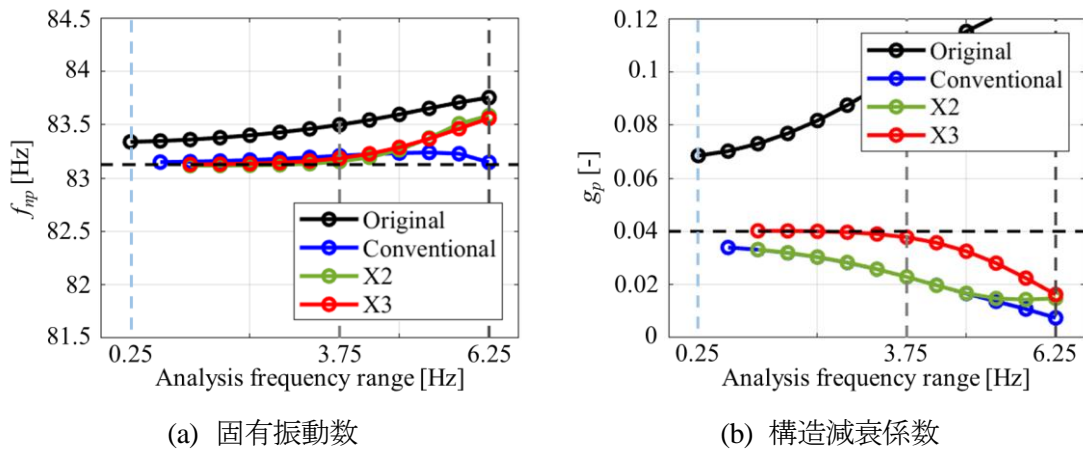 84.5
84
83.5
83
82.5
82
81.5
f_np [Hz]
Original
Conventional
X2
X3
0.25
3.75
6.25
Analysis frequency range [Hz]
(a) 固有振動数
0.12
0.1
0.08
0.06
0.04
0.02
0
g_p [-]
Original
Conventional
X2
X3
0.25
3.75
6.25
Analysis frequency range [Hz]
(b) 構造減衰係数